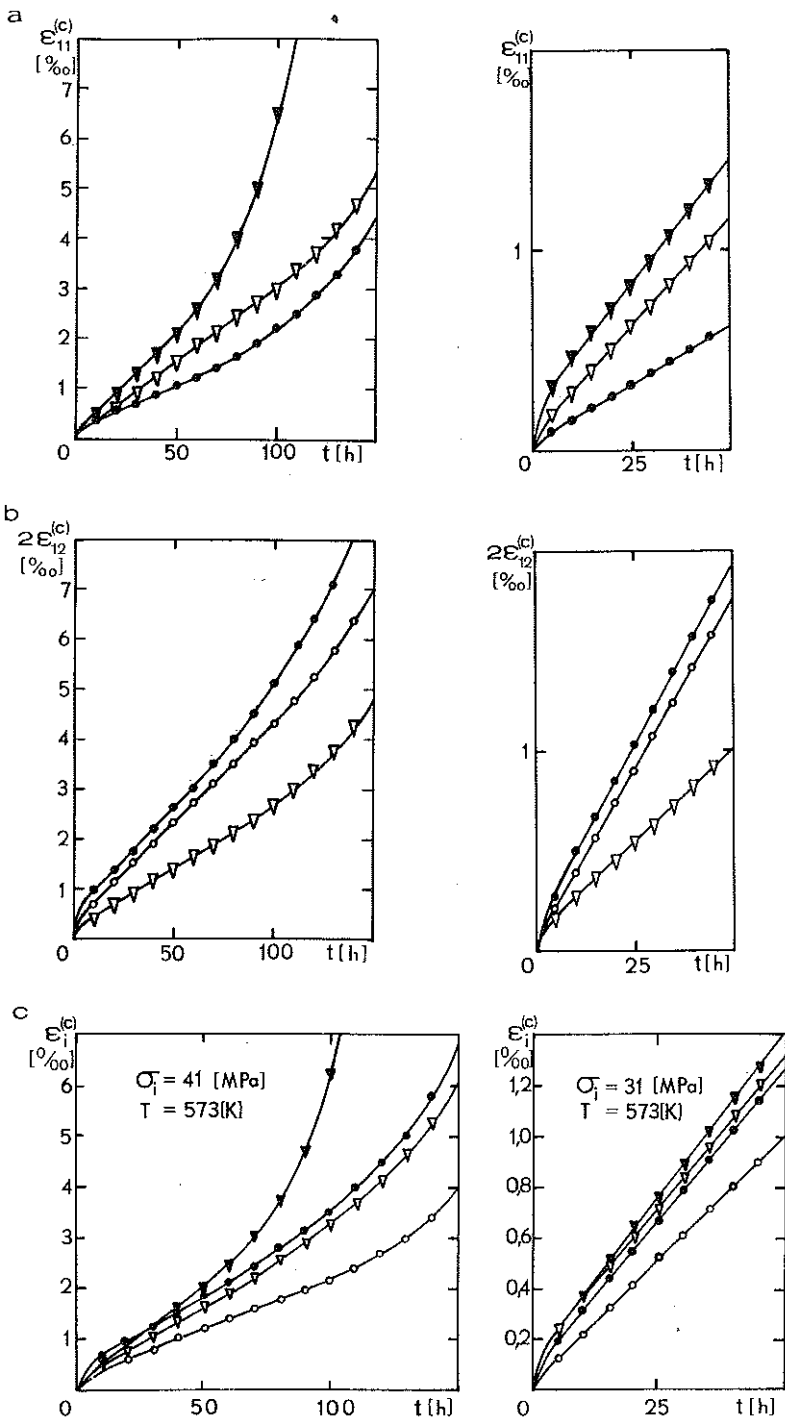 a
ε11(c)
[‰]
7
6
5
4
3
2
1
0
50
100
t[h]
ε11(c)
[‰]
1
0
25
t[h]
b
2ε12(c)
[‰]
7
6
5
4
3
2
1
0
50
100
t[h]
2ε12(c)
[‰]
1
0
25
t[h]
c
εi(c)
[‰]
6
5
4
3
2
1
0
50
100
t[h]
σi = 41 [MPa]
T = 573[K]
εi(c)
[‰]
1,2
1,0
0,8
0,6
0,4
0,2
0
25
t[h]
σi = 31 [MPa]
T = 573[K)